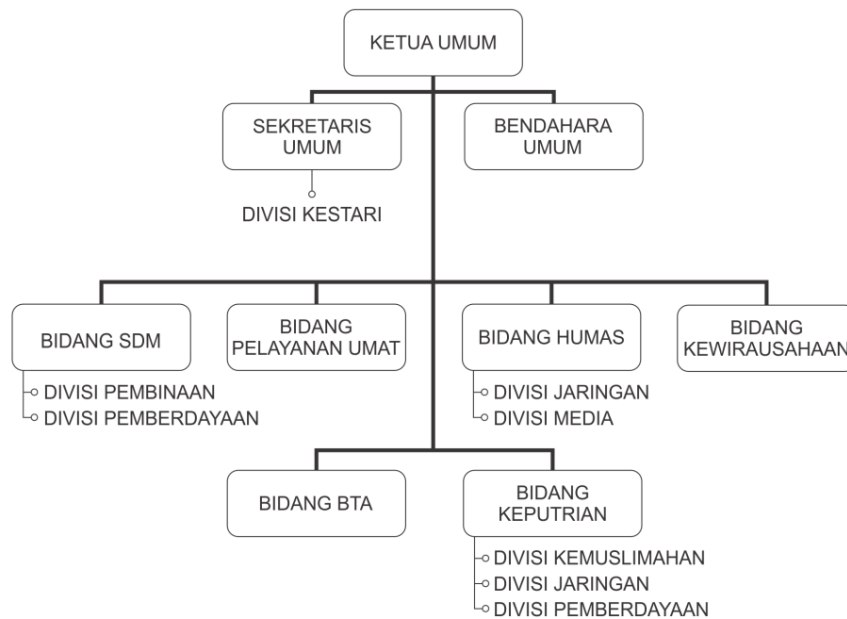 KETUA UMUM
SEKRETARIS
UMUM
BENDAHARA
UMUM
DIVISI KESTARI
BIDANG SDM
BIDANG
PELAYANAN UMAT
BIDANG HUMAS
BIDANG
KEWIRAUSAHAAN
DIVISI PEMBINAAN
DIVISI PEMBERDAYAAN
DIVISI JARINGAN
DIVISI MEDIA
BIDANG BTA
BIDANG
KEPUTRIAN
DIVISI KEMUSLIMAHAN
DIVISI JARINGAN
DIVISI PEMBERDAYAAN